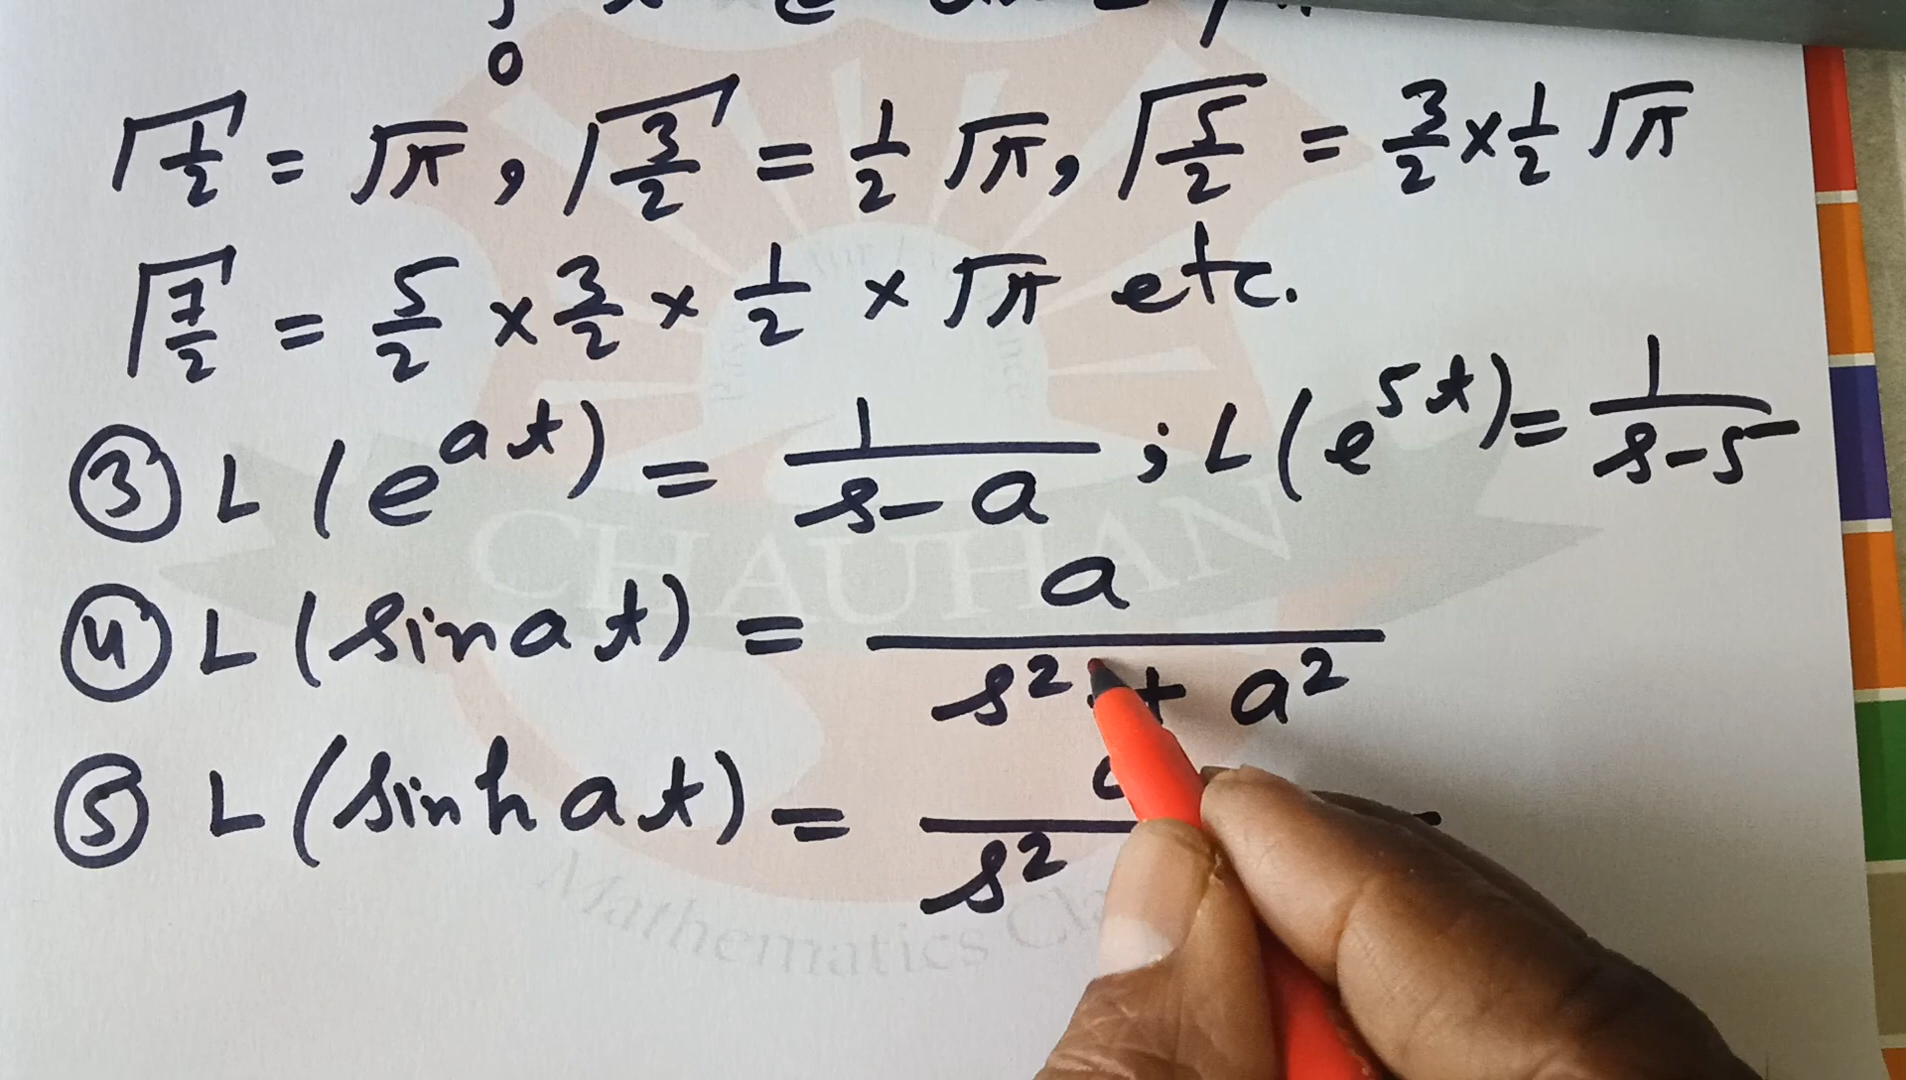 0
Γ1/2 = √π, Γ3/2 = 1/2 √π, Γ5/2 = 3/2 × 1/2 √π
Γ7/2 = 5/2 × 3/2 × 1/2 × √π etc.
③ L(e^{at}) = 1/(s-a) ; L(e^{5t}) = 1/(s-5)
CHAUHAN
④ L(sin at) = a/(s² + a²)
⑤ L(sinh at) = s²
Mathematics